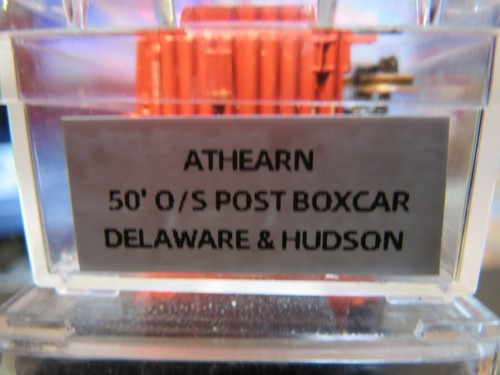 ATHEARN
50' O/S POST BOXCAR
DELAWARE & HUDSON